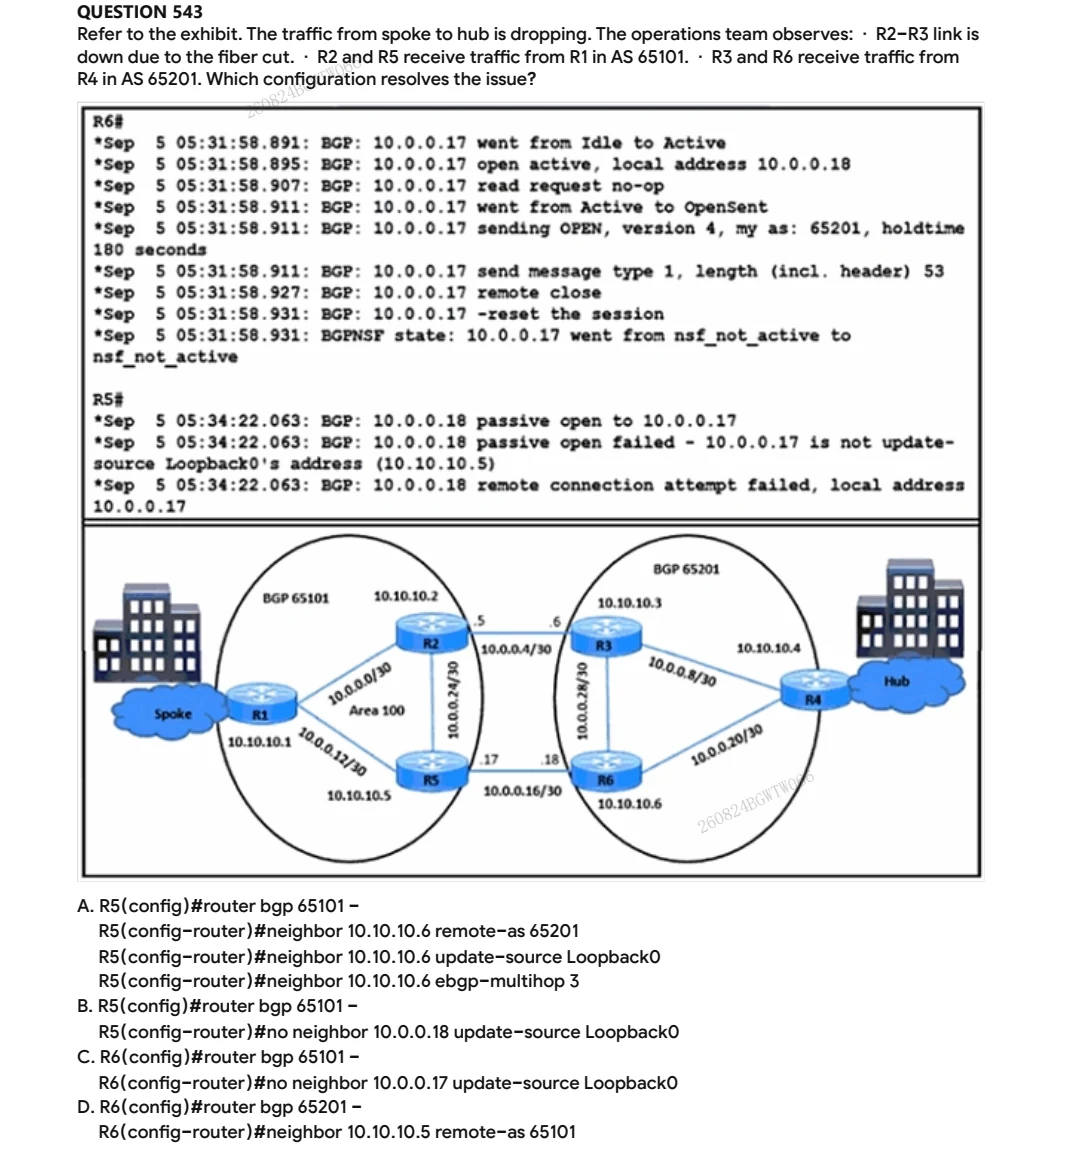 QUESTION 543
Refer to the exhibit. The traffic from spoke to hub is dropping. The operations team observes: · R2-R3 link is
down due to the fiber cut. · R2 and R5 receive traffic from R1 in AS 65101. · R3 and R6 receive traffic from
R4 in AS 65201. Which configuration resolves the issue?
R6#
*Sep 5 05:31:58.891: BGP: 10.0.0.17 went from Idle to Active
*Sep 5 05:31:58.895: BGP: 10.0.0.17 open active, local address 10.0.0.18
*Sep 5 05:31:58.907: BGP: 10.0.0.17 read request no-op
*Sep 5 05:31:58.911: BGP: 10.0.0.17 went from Active to OpenSent
*Sep 5 05:31:58.911: BGP: 10.0.0.17 sending OPEN, version 4, my as: 65201, holdtime
180 seconds
*Sep 5 05:31:58.911: BGP: 10.0.0.17 send message type 1, length (incl. header) 53
*Sep 5 05:31:58.927: BGP: 10.0.0.17 remote close
*Sep 5 05:31:58.931: BGP: 10.0.0.17 -reset the session
*Sep 5 05:31:58.931: BGPNSF state: 10.0.0.17 went from nsf_not_active to
nsf_not_active
R5#
*Sep 5 05:34:22.063: BGP: 10.0.0.18 passive open to 10.0.0.17
*Sep 5 05:34:22.063: BGP: 10.0.0.18 passive open failed - 10.0.0.17 is not update-
source Loopback0's address (10.10.10.5)
*Sep 5 05:34:22.063: BGP: 10.0.0.18 remote connection attempt failed, local address
10.0.0.17
BGP 65101
10.10.10.2
BGP 65201
10.10.10.3
.5
.6
R2
10.0.0.4/30
R3
10.10.10.4
10.0.0.0/30
10.0.0.24/30
10.0.0.28/30
10.0.0.8/30
Hub
Area 100
Spoke
R1
R4
10.10.10.1
10.0.0.12/30
10.0.0.20/30
.17
.18
R5
R6
10.0.0.16/30
10.10.10.5
10.10.10.6
260824BGWTW066
A. R5(config)#router bgp 65101 -
R5(config-router)#neighbor 10.10.10.6 remote-as 65201
R5(config-router)#neighbor 10.10.10.6 update-source Loopback0
R5(config-router)#neighbor 10.10.10.6 ebgp-multihop 3
B. R5(config)#router bgp 65101 -
R5(config-router)#no neighbor 10.0.0.18 update-source Loopback0
C. R6(config)#router bgp 65101 -
R6(config-router)#no neighbor 10.0.0.17 update-source Loopback0
D. R6(config)#router bgp 65201 -
R6(config-router)#neighbor 10.10.10.5 remote-as 65101